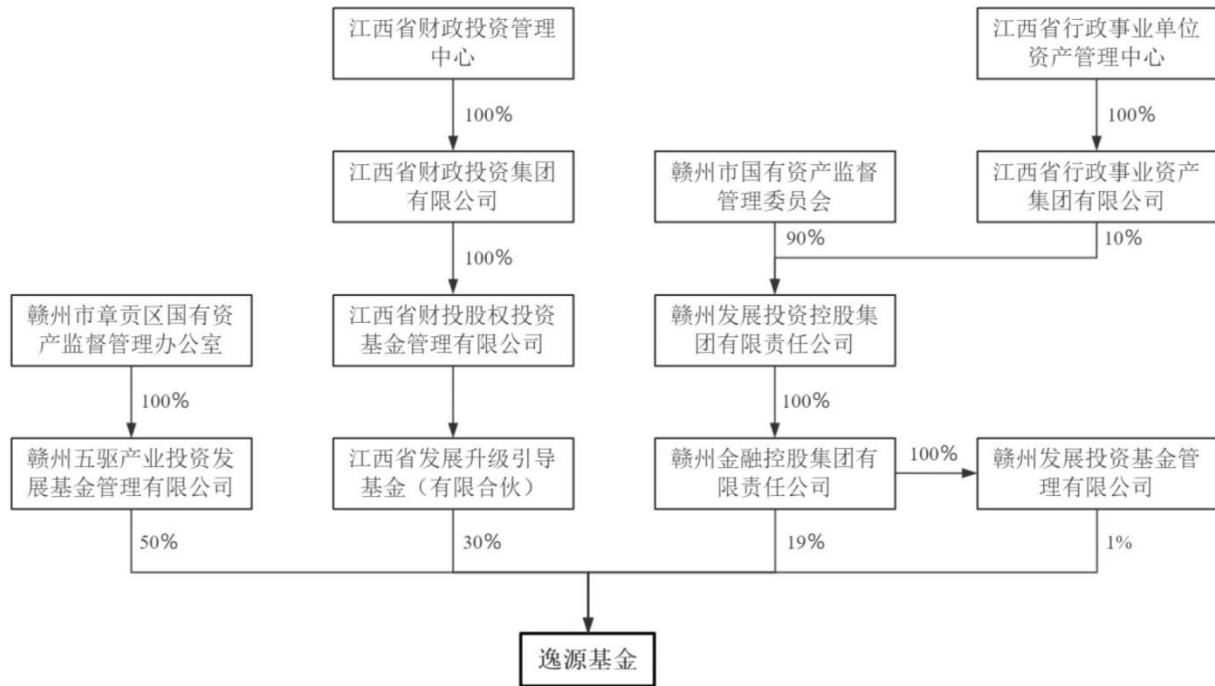 江西省财政投资管理
中心
江西省行政事业单位
资产管理中心
100%
100%
江西省财政投资集团
有限公司
赣州市国有资产监督
管理委员会
江西省行政事业资产
集团有限公司
100%
90%
10%
赣州市章贡区国有资
产监督管理办公室
江西省财投股权投资
基金管理有限公司
赣州发展投资控股集
团有限责任公司
100%
100%
赣州五驱产业投资发
展基金管理有限公司
江西省发展升级引导
基金（有限合伙）
赣州金融控股集团有
限责任公司
100%
赣州发展投资基金管
理有限公司
50%
30%
19%
1%
逸源基金